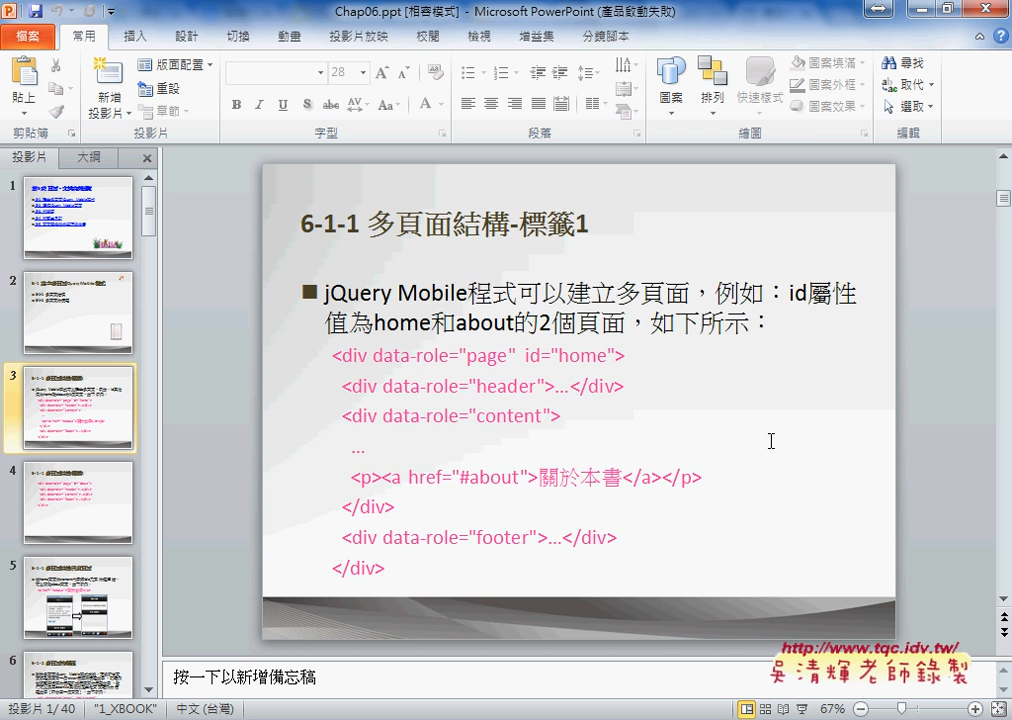 Chap06.ppt [相容模式] - Microsoft PowerPoint (產品啟動失敗)
檔案 常用 插入 設計 切換 動畫 投影片放映 校閱 檢視 增益集 分鏡腳本
貼上
剪貼簿
新增
投影片
版面配置
重設
章節
投影片
28
B I U S abc AV Aa A
字型
段落
圖案
排列
快速樣式
圖案填滿
圖案外框
圖案效果
繪圖
尋找
取代
選取
編輯
投影片 大綱
1
2
3
4
5
6
6-1-1 多頁面結構-標籤1
jQuery Mobile程式可以建立多頁面，例如：id屬性
值為home和about的2個頁面，如下所示：
<div data-role="page" id="home">
<div data-role="header">...</div>
<div data-role="content">
...
<p><a href="#about">關於本書</a></p>
</div>
<div data-role="footer">...</div>
</div>
http://www.tqc.idv.tw/
吳清輝老師錄製
按一下以新增備忘稿
投影片 1/ 40 "1_XBOOK" 中文 (台灣) 67%